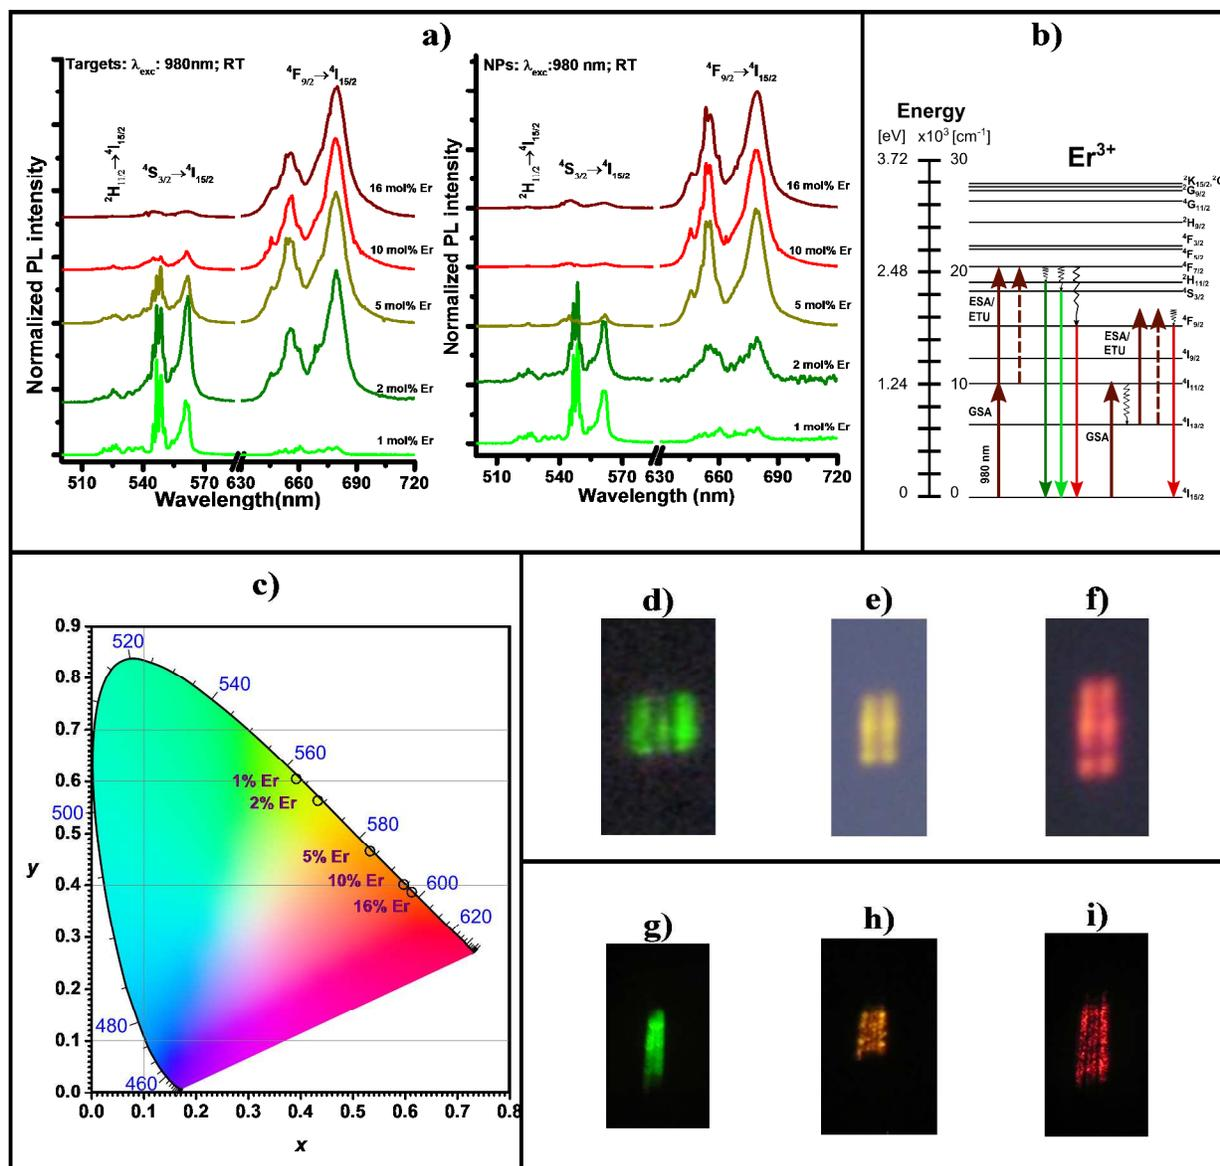 a)
Targets: λexc: 980nm; RT
⁴F9/2→⁴I15/2
²H11/2→⁴I15/2
⁴S3/2→⁴I15/2
16 mol% Er
10 mol% Er
5 mol% Er
2 mol% Er
1 mol% Er
Normalized PL intensity
510 540 570 630 660 690 720
Wavelength(nm)
NPs: λexc:980 nm; RT
⁴F9/2→⁴I15/2
²H11/2→⁴I15/2
⁴S3/2→⁴I15/2
16 mol% Er
10 mol% Er
5 mol% Er
2 mol% Er
1 mol% Er
Normalized PL intensity
510 540 570 630 660 690 720
Wavelength (nm)
b)
Energy
[eV] x10³ [cm⁻¹]
Er³⁺
3.72 30
2.48 20
1.24 10
0 0
²K15/2,
²G9/2
⁴G11/2
²H9/2
⁴F3/2
⁴F5/2
⁴F7/2
²H11/2
⁴S3/2
⁴F9/2
⁴I9/2
⁴I11/2
⁴I13/2
⁴I15/2
ESA/
ETU
ESA/
ETU
GSA
GSA
980 nm
c)
0.9
0.8
0.7
0.6
0.5
0.4
0.3
0.2
0.1
0.0
y
0.0 0.1 0.2 0.3 0.4 0.5 0.6 0.7 0.8
x
520
540
560
500
580
600
620
480
460
1% Er
2% Er
5% Er
10% Er
16% Er
d)
e)
f)
g)
h)
i)